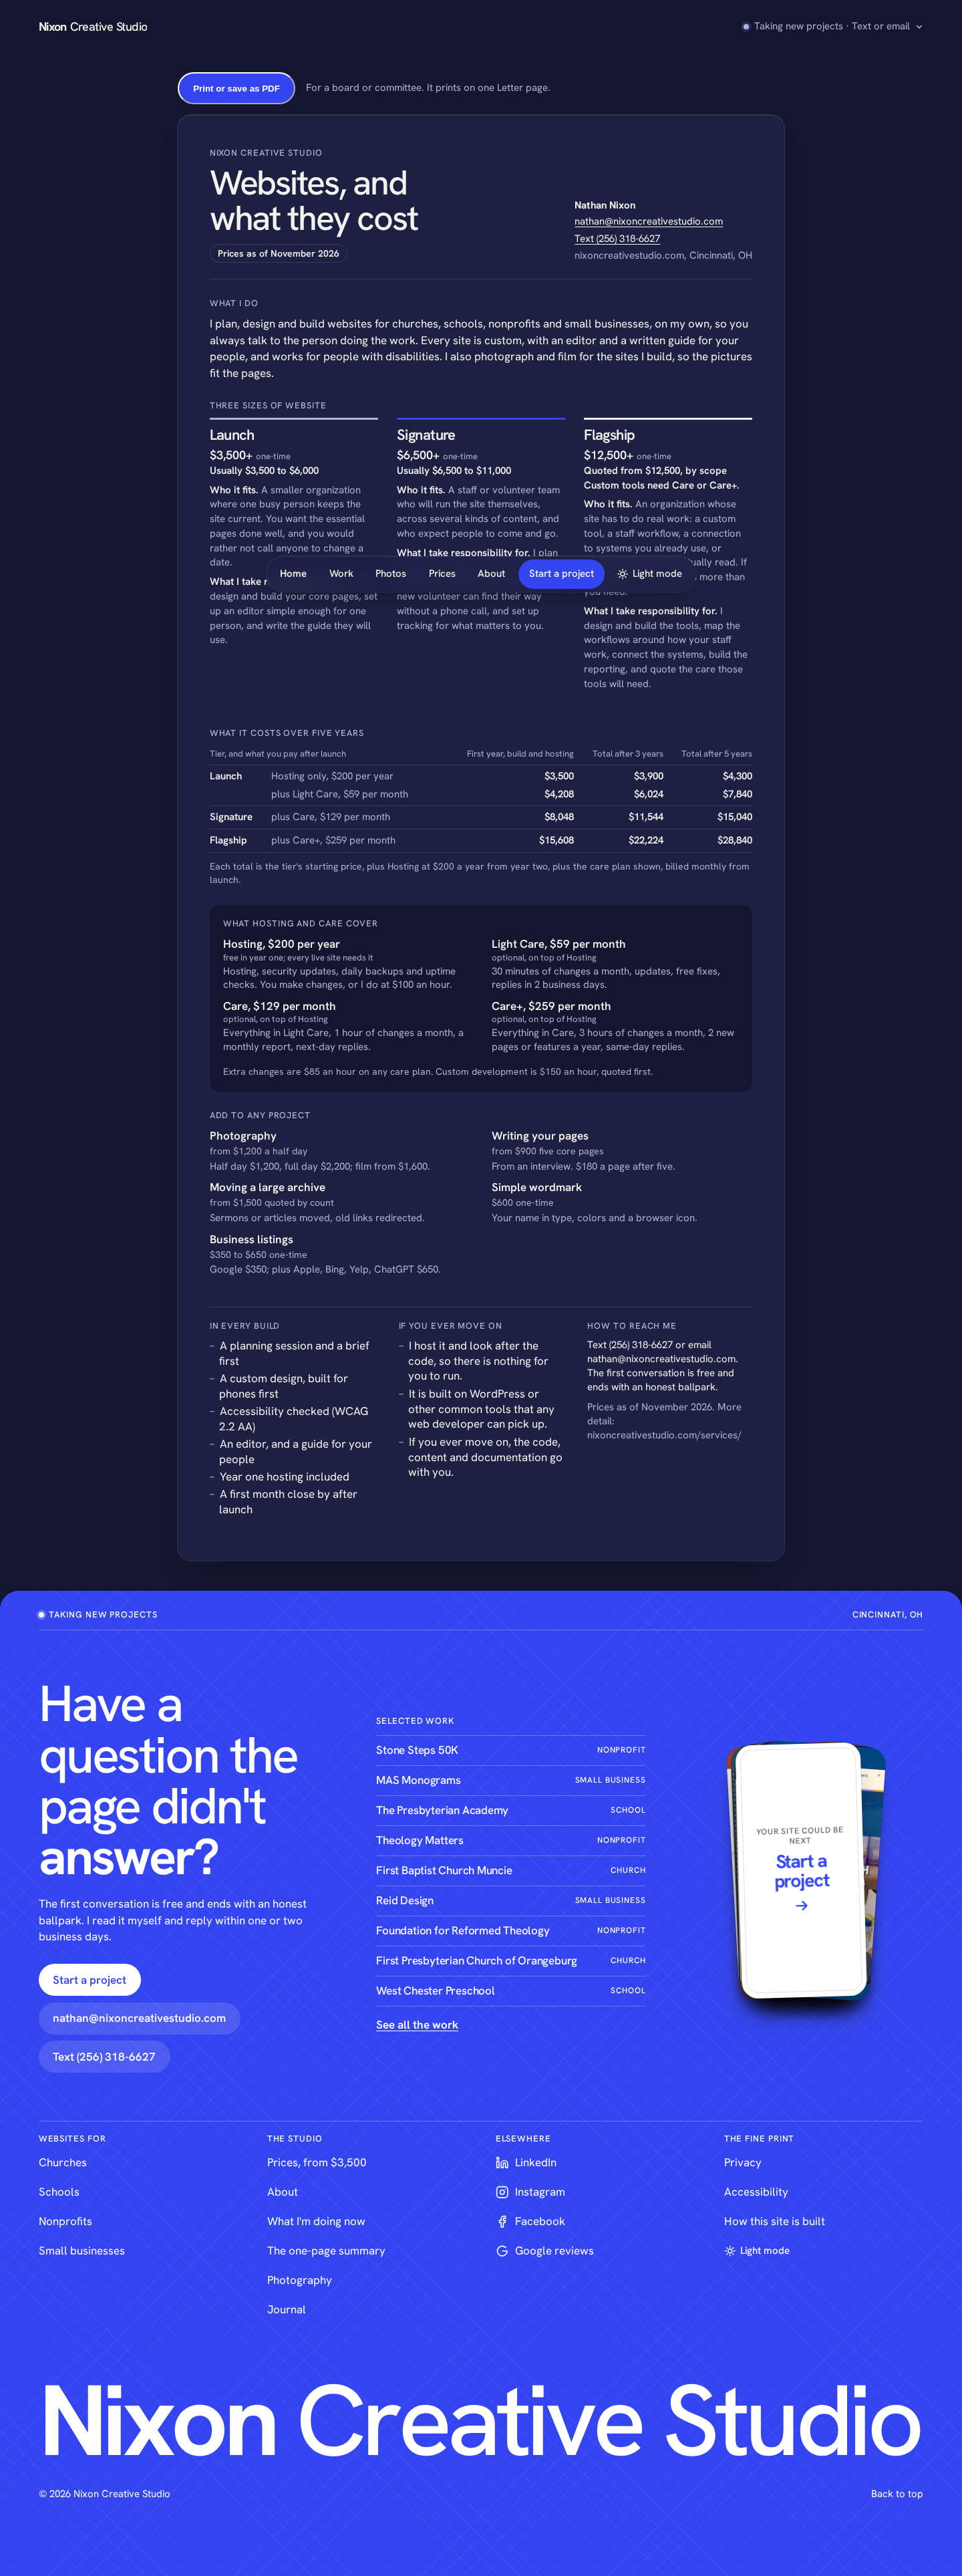 Nixon Creative Studio
Taking new projects · Text or email
Print or save as PDF
For a board or committee. It prints on one Letter page.
NIXON CREATIVE STUDIO
Websites, and
what they cost
Prices as of November 2026
Nathan Nixon
nathan@nixoncreativestudio.com
Text (256) 318-6627
nixoncreativestudio.com, Cincinnati, OH
WHAT I DO
I plan, design and build websites for churches, schools, nonprofits and small businesses, on my own, so you
always talk to the person doing the work. Every site is custom, with an editor and a written guide for your
people, and works for people with disabilities. I also photograph and film for the sites I build, so the pictures
fit the pages.
THREE SIZES OF WEBSITE
Launch
$3,500+ one-time
Usually $3,500 to $6,000
Who it fits. A smaller organization
where one busy person keeps the
site current. You want the essential
pages done well, and you would
rather not call anyone to change a
date.
What I take r
design and build your core pages, set
up an editor simple enough for one
person, and write the guide they will
use.
Signature
$6,500+ one-time
Usually $6,500 to $11,000
Who it fits. A staff or volunteer team
who will run the site themselves,
across several kinds of content, and
who expect people to come and go.
What I take responsibility for. I plan
new volunteer can find their way
without a phone call, and set up
tracking for what matters to you.
Flagship
$12,500+ one-time
Quoted from $12,500, by scope
Custom tools need Care or Care+.
Who it fits. An organization whose
site has to do real work: a custom
tool, a staff workflow, a connection
to systems you already use, or
ually read. If
more than
you need.
What I take responsibility for. I
design and build the tools, map the
workflows around how your staff
work, connect the systems, build the
reporting, and quote the care those
tools will need.
Home
Work
Photos
Prices
About
Start a project
Light mode
WHAT IT COSTS OVER FIVE YEARS
Tier, and what you pay after launch First year, build and hosting Total after 3 years Total after 5 years
Launch Hosting only, $200 per year $3,500 $3,900 $4,300
plus Light Care, $59 per month $4,208 $6,024 $7,840
Signature plus Care, $129 per month $8,048 $11,544 $15,040
Flagship plus Care+, $259 per month $15,608 $22,224 $28,840
Each total is the tier's starting price, plus Hosting at $200 a year from year two, plus the care plan shown, billed monthly from
launch.
WHAT HOSTING AND CARE COVER
Hosting, $200 per year
free in year one; every live site needs it
Hosting, security updates, daily backups and uptime
checks. You make changes, or I do at $100 an hour.
Light Care, $59 per month
optional, on top of Hosting
30 minutes of changes a month, updates, free fixes,
replies in 2 business days.
Care, $129 per month
optional, on top of Hosting
Everything in Light Care, 1 hour of changes a month, a
monthly report, next-day replies.
Care+, $259 per month
optional, on top of Hosting
Everything in Care, 3 hours of changes a month, 2 new
pages or features a year, same-day replies.
Extra changes are $85 an hour on any care plan. Custom development is $150 an hour, quoted first.
ADD TO ANY PROJECT
Photography
from $1,200 a half day
Half day $1,200, full day $2,200; film from $1,600.
Writing your pages
from $900 five core pages
From an interview. $180 a page after five.
Moving a large archive
from $1,500 quoted by count
Sermons or articles moved, old links redirected.
Simple wordmark
$600 one-time
Your name in type, colors and a browser icon.
Business listings
$350 to $650 one-time
Google $350; plus Apple, Bing, Yelp, ChatGPT $650.
IN EVERY BUILD
– A planning session and a brief
first
– A custom design, built for
phones first
– Accessibility checked (WCAG
2.2 AA)
– An editor, and a guide for your
people
– Year one hosting included
– A first month close by after
launch
IF YOU EVER MOVE ON
– I host it and look after the
code, so there is nothing for
you to run.
– It is built on WordPress or
other common tools that any
web developer can pick up.
– If you ever move on, the code,
content and documentation go
with you.
HOW TO REACH ME
Text (256) 318-6627 or email
nathan@nixoncreativestudio.com.
The first conversation is free and
ends with an honest ballpark.
Prices as of November 2026. More
detail:
nixoncreativestudio.com/services/
TAKING NEW PROJECTS
CINCINNATI, OH
Have a
question the
page didn't
answer?
The first conversation is free and ends with an honest
ballpark. I read it myself and reply within one or two
business days.
Start a project
nathan@nixoncreativestudio.com
Text (256) 318-6627
SELECTED WORK
Stone Steps 50K NONPROFIT
MAS Monograms SMALL BUSINESS
The Presbyterian Academy SCHOOL
Theology Matters NONPROFIT
First Baptist Church Muncie CHURCH
Reid Design SMALL BUSINESS
Foundation for Reformed Theology NONPROFIT
First Presbyterian Church of Orangeburg CHURCH
West Chester Preschool SCHOOL
See all the work
YOUR SITE COULD BE
NEXT
Start a
project
WEBSITES FOR
Churches
Schools
Nonprofits
Small businesses
THE STUDIO
Prices, from $3,500
About
What I'm doing now
The one-page summary
Photography
Journal
ELSEWHERE
LinkedIn
Instagram
Facebook
Google reviews
THE FINE PRINT
Privacy
Accessibility
How this site is built
Light mode
Nixon Creative Studio
© 2026 Nixon Creative Studio
Back to top